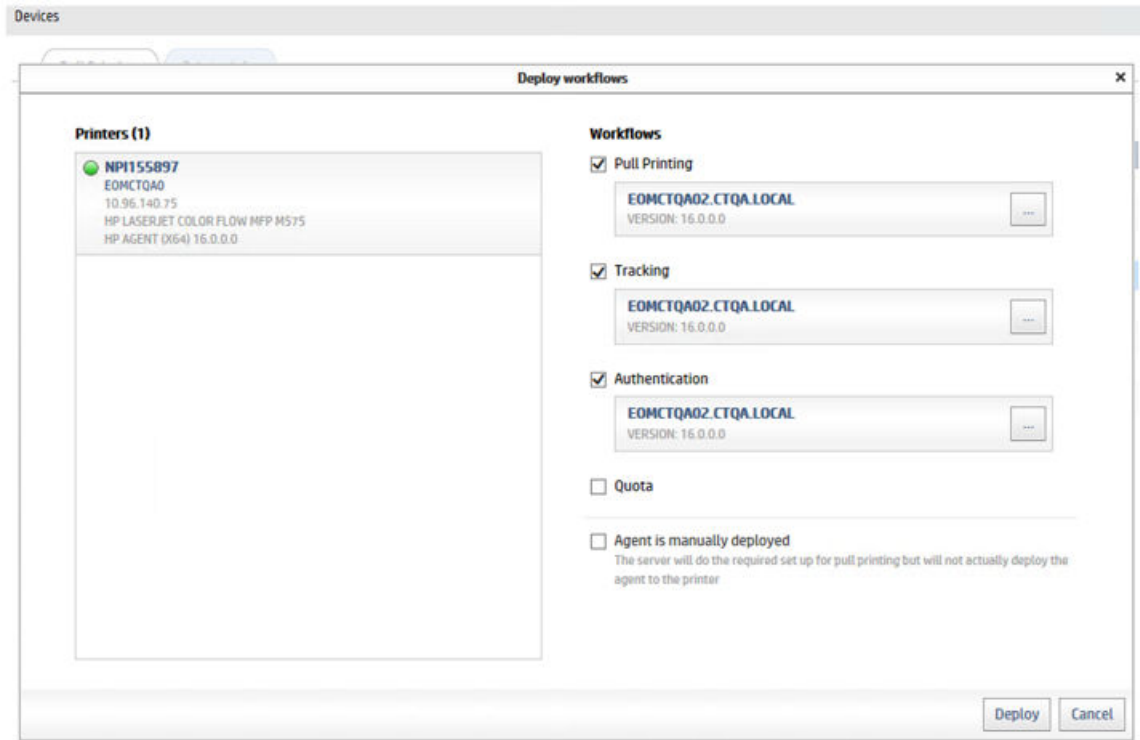 Devices
Deploy workflows
Printers (1)
NPI155897
EOMCTQA0
10.96.140.75
HP LASERJET COLOR FLOW MFP M575
HP AGENT (X64) 16.0.0.0
Workflows
Pull Printing
EOMCTQA02.CTQA.LOCAL
VERSION: 16.0.0.0
...
Tracking
EOMCTQA02.CTQA.LOCAL
VERSION: 16.0.0.0
...
Authentication
EOMCTQA02.CTQA.LOCAL
VERSION: 16.0.0.0
...
Quota
Agent is manually deployed
The server will do the required set up for pull printing but will not actually deploy the
agent to the printer
Deploy
Cancel